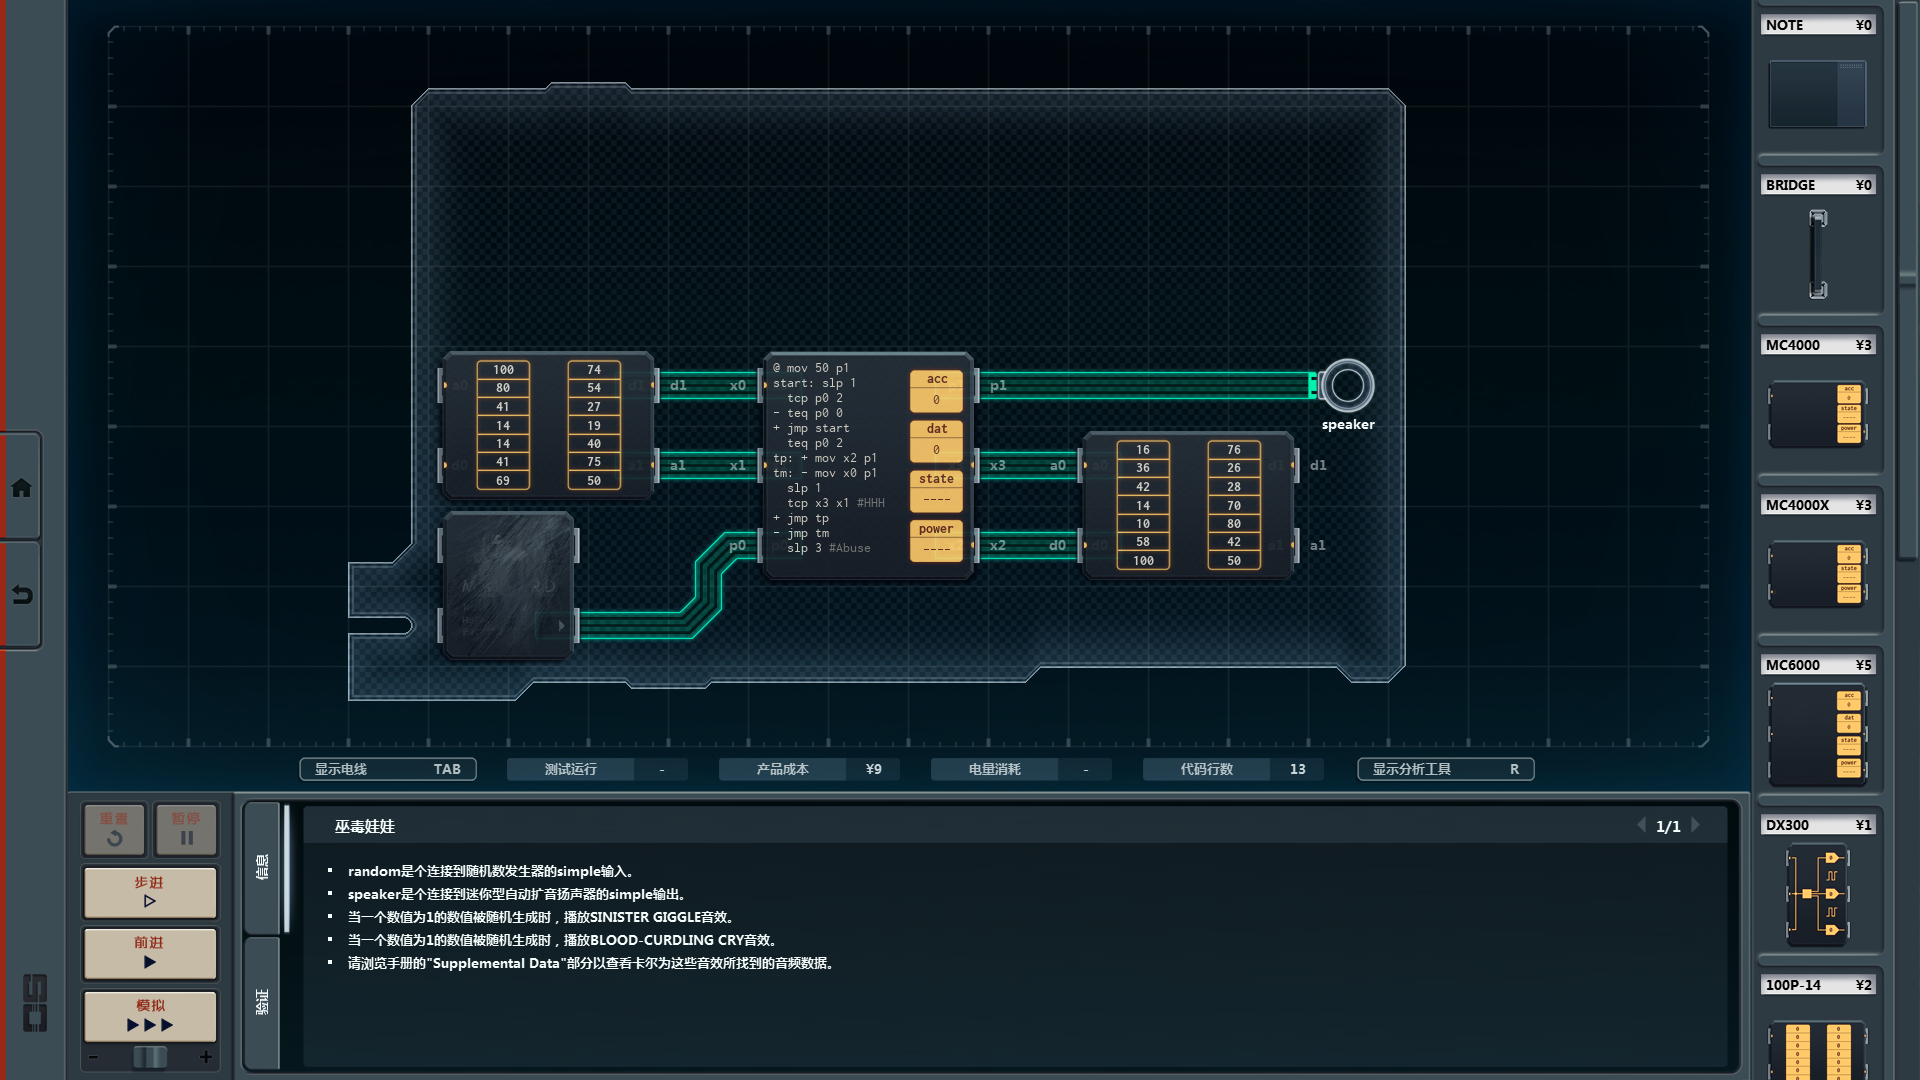 NOTE ¥0
BRIDGE ¥0
MC4000 ¥3
acc
0
state
----
power
----
MC4000X ¥3
acc
0
state
----
power
----
MC6000 ¥5
acc
0
dat
0
state
----
power
----
DX300 ¥1
100P-14 ¥2
100 74
80 54
41 27
14 19
14 40
41 75
69 50
d1 x0
a1 x1
p0
@ mov 50 p1
start: slp 1
tcp p0 2
- teq p0 0
+ jmp start
teq p0 2
tp: + mov x2 p1
tm: - mov x0 p1
slp 1
tcp x3 x1 #HHH
+ jmp tp
- jmp tm
slp 3 #Abuse
acc
0
dat
0
state
----
power
----
p1
x3 a0
x2 d0
speaker
16 76
36 26
42 28
14 70
10 80
58 42
100 50
d1
a1
显示电线 TAB
测试运行 -
产品成本 ¥9
电量消耗 -
代码行数 13
显示分析工具 R
重置
暂停
步进
前进
模拟
- +
信息
验证
巫毒娃娃
1/1
▪ random是个连接到随机数发生器的simple输入。
▪ speaker是个连接到迷你型自动扩音扬声器的simple输出。
▪ 当一个数值为1的数值被随机生成时，播放SINISTER GIGGLE音效。
▪ 当一个数值为1的数值被随机生成时，播放BLOOD-CURDLING CRY音效。
▪ 请浏览手册的"Supplemental Data"部分以查看卡尔为这些音效所找到的音频数据。